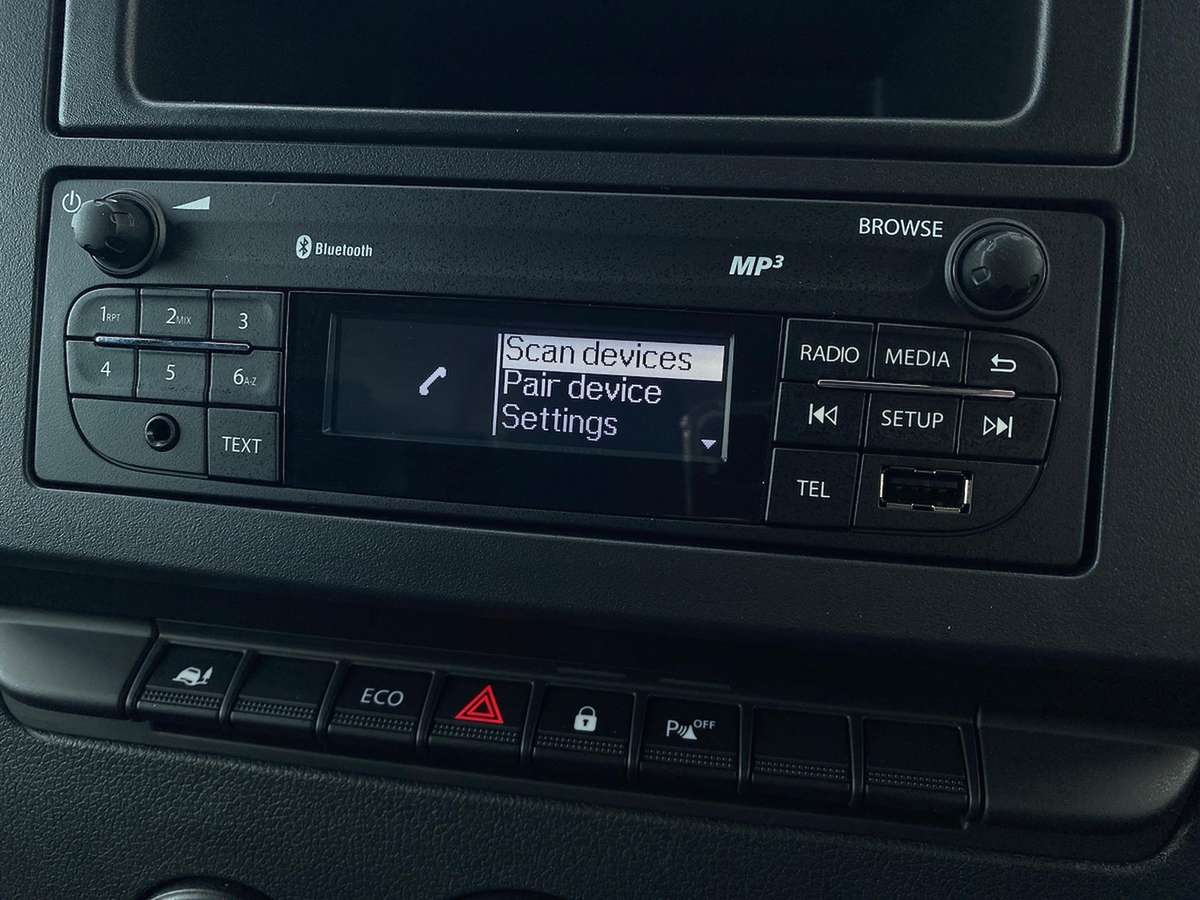 Bluetooth
BROWSE
MP3
1RPT
2MIX
3
Scan devices
RADIO
MEDIA
4
5
6A-Z
Pair device
Settings
SETUP
TEXT
TEL
ECO
P OFF